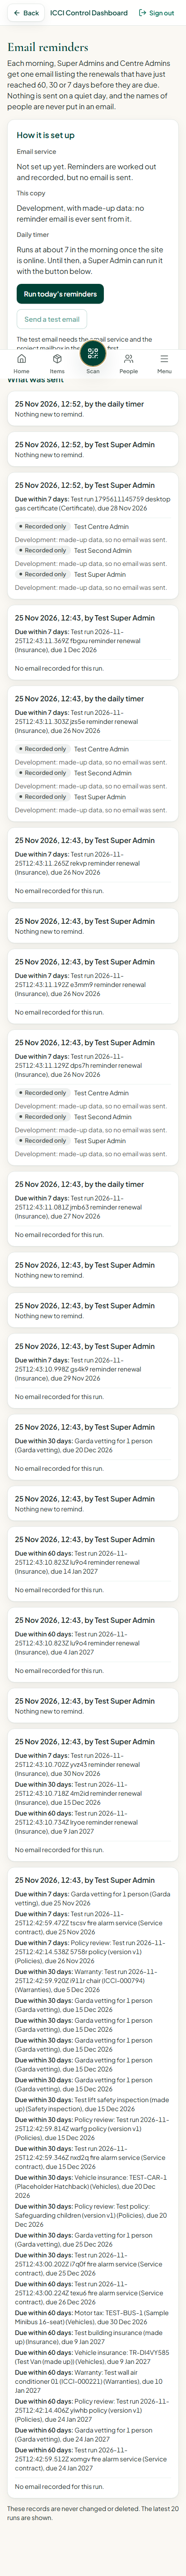 Back
ICCI Control Dashboard
Sign out
Email reminders
Each morning, Super Admins and Centre Admins
get one email listing the renewals that have just
reached 60, 30 or 7 days before they are due.
Nothing is sent on a quiet day, and the names of
people are never put in an email.
How it is set up
Email service
Not set up yet. Reminders are worked out
and recorded, but no email is sent.
This copy
Development, with made-up data: no
reminder email is ever sent from it.
Daily timer
Runs at about 7 in the morning once the site
is online. Until then, a Super Admin can run it
with the button below.
Run today's reminders
Send a test email
Home
Items
Scan
People
Menu
25 Nov 2026, 12:52, by the daily timer
Nothing new to remind.
25 Nov 2026, 12:52, by Test Super Admin
Nothing new to remind.
25 Nov 2026, 12:52, by Test Super Admin
Due within 7 days: Test run 1795611145759 desktop
gas certificate (Certificate), due 28 Nov 2026
Recorded only Test Centre Admin
Development: made-up data, so no email was sent.
Recorded only Test Second Admin
Development: made-up data, so no email was sent.
Recorded only Test Super Admin
Development: made-up data, so no email was sent.
25 Nov 2026, 12:43, by Test Super Admin
Due within 7 days: Test run 2026-11-
25T12:43:11.369Z fbgxu reminder renewal
(Insurance), due 1 Dec 2026
No email recorded for this run.
25 Nov 2026, 12:43, by the daily timer
Due within 7 days: Test run 2026-11-
25T12:43:11.303Z jtz5ie reminder renewal
(Insurance), due 26 Nov 2026
Recorded only Test Centre Admin
Development: made-up data, so no email was sent.
Recorded only Test Second Admin
Development: made-up data, so no email was sent.
Recorded only Test Super Admin
Development: made-up data, so no email was sent.
25 Nov 2026, 12:43, by Test Super Admin
Due within 7 days: Test run 2026-11-
25T12:43:11.265Z rekvp reminder renewal
(Insurance), due 26 Nov 2026
No email recorded for this run.
25 Nov 2026, 12:43, by Test Super Admin
Nothing new to remind.
25 Nov 2026, 12:43, by Test Super Admin
Due within 7 days: Test run 2026-11-
25T12:43:11.192Z e3mm9 reminder renewal
(Insurance), due 26 Nov 2026
No email recorded for this run.
25 Nov 2026, 12:43, by Test Super Admin
Due within 7 days: Test run 2026-11-
25T12:43:11.129Z dps7h reminder renewal
(Insurance), due 26 Nov 2026
Recorded only Test Centre Admin
Development: made-up data, so no email was sent.
Recorded only Test Second Admin
Development: made-up data, so no email was sent.
Recorded only Test Super Admin
Development: made-up data, so no email was sent.
25 Nov 2026, 12:43, by the daily timer
Due within 7 days: Test run 2026-11-
25T12:43:11.081Z jmb63 reminder renewal
(Insurance), due 27 Nov 2026
No email recorded for this run.
25 Nov 2026, 12:43, by Test Super Admin
Nothing new to remind.
25 Nov 2026, 12:43, by Test Super Admin
Nothing new to remind.
25 Nov 2026, 12:43, by Test Super Admin
Due within 7 days: Test run 2026-11-
25T12:43:10.998Z gs4k9 reminder renewal
(Insurance), due 29 Nov 2026
No email recorded for this run.
25 Nov 2026, 12:43, by Test Super Admin
Due within 30 days: Garda vetting for 1 person
(Garda vetting), due 20 Dec 2026
No email recorded for this run.
25 Nov 2026, 12:43, by Test Super Admin
Nothing new to remind.
25 Nov 2026, 12:43, by Test Super Admin
Due within 60 days: Test run 2026-11-
25T12:43:10.823Z lu9o4 reminder renewal
(Insurance), due 14 Jan 2027
No email recorded for this run.
25 Nov 2026, 12:43, by Test Super Admin
Due within 60 days: Test run 2026-11-
25T12:43:10.823Z lu9o4 reminder renewal
(Insurance), due 4 Jan 2027
No email recorded for this run.
25 Nov 2026, 12:43, by Test Super Admin
Nothing new to remind.
25 Nov 2026, 12:43, by Test Super Admin
Due within 7 days: Test run 2026-11-
25T12:43:10.702Z yvz43 reminder renewal
(Insurance), due 30 Nov 2026
Due within 30 days: Test run 2026-11-
25T12:43:10.718Z 4m2id reminder renewal
(Insurance), due 15 Dec 2026
Due within 60 days: Test run 2026-11-
25T12:43:10.734Z lryoe reminder renewal
(Insurance), due 9 Jan 2027
No email recorded for this run.
25 Nov 2026, 12:43, by Test Super Admin
Due within 7 days: Garda vetting for 1 person (Garda
vetting), due 25 Nov 2026
Due within 7 days: Test run 2026-11-
25T12:42:59.472Z tscsv fire alarm service (Service
contract), due 25 Nov 2026
Due within 7 days: Policy review: Test run 2026-11-
25T12:42:14.538Z 5758r policy (version v1)
(Policies), due 26 Nov 2026
Due within 30 days: Warranty: Test run 2026-11-
25T12:42:59.920Z i911r chair (ICCI-000794)
(Warranties), due 5 Dec 2026
Due within 30 days: Garda vetting for 1 person
(Garda vetting), due 15 Dec 2026
Due within 30 days: Garda vetting for 1 person
(Garda vetting), due 15 Dec 2026
Due within 30 days: Garda vetting for 1 person
(Garda vetting), due 15 Dec 2026
Due within 30 days: Garda vetting for 1 person
(Garda vetting), due 15 Dec 2026
Due within 30 days: Garda vetting for 1 person
(Garda vetting), due 15 Dec 2026
Due within 30 days: Test lift safety inspection (made
up) (Safety inspection), due 15 Dec 2026
Due within 30 days: Policy review: Test run 2026-11-
25T12:42:59.814Z warfg policy (version v1)
(Policies), due 15 Dec 2026
Due within 30 days: Test run 2026-11-
25T12:42:59.346Z nxd2q fire alarm service (Service
contract), due 15 Dec 2026
Due within 30 days: Vehicle insurance: TEST-CAR-1
(Placeholder Hatchback) (Vehicles), due 20 Dec
2026
Due within 30 days: Policy review: Test policy:
Safeguarding children (version v1) (Policies), due 20
Dec 2026
Due within 30 days: Garda vetting for 1 person
(Garda vetting), due 25 Dec 2026
Due within 30 days: Test run 2026-11-
25T12:43:00.202Z i7q0f fire alarm service (Service
contract), due 25 Dec 2026
Due within 60 days: Test run 2026-11-
25T12:43:00.224Z texu6 fire alarm service (Service
contract), due 26 Dec 2026
Due within 60 days: Motor tax: TEST-BUS-1 (Sample
Minibus 16-seat) (Vehicles), due 30 Dec 2026
Due within 60 days: Test building insurance (made
up) (Insurance), due 9 Jan 2027
Due within 60 days: Vehicle insurance: TR-DI4VY585
(Test Van (made up)) (Vehicles), due 9 Jan 2027
Due within 60 days: Warranty: Test wall air
conditioner 01 (ICCI-000221) (Warranties), due 10
Jan 2027
Due within 60 days: Policy review: Test run 2026-11-
25T12:42:14.406Z yiwhb policy (version v1)
(Policies), due 24 Jan 2027
Due within 60 days: Garda vetting for 1 person
(Garda vetting), due 24 Jan 2027
Due within 60 days: Test run 2026-11-
25T12:42:59.512Z xomgv fire alarm service (Service
contract), due 24 Jan 2027
No email recorded for this run.
These records are never changed or deleted. The latest 20
runs are shown.